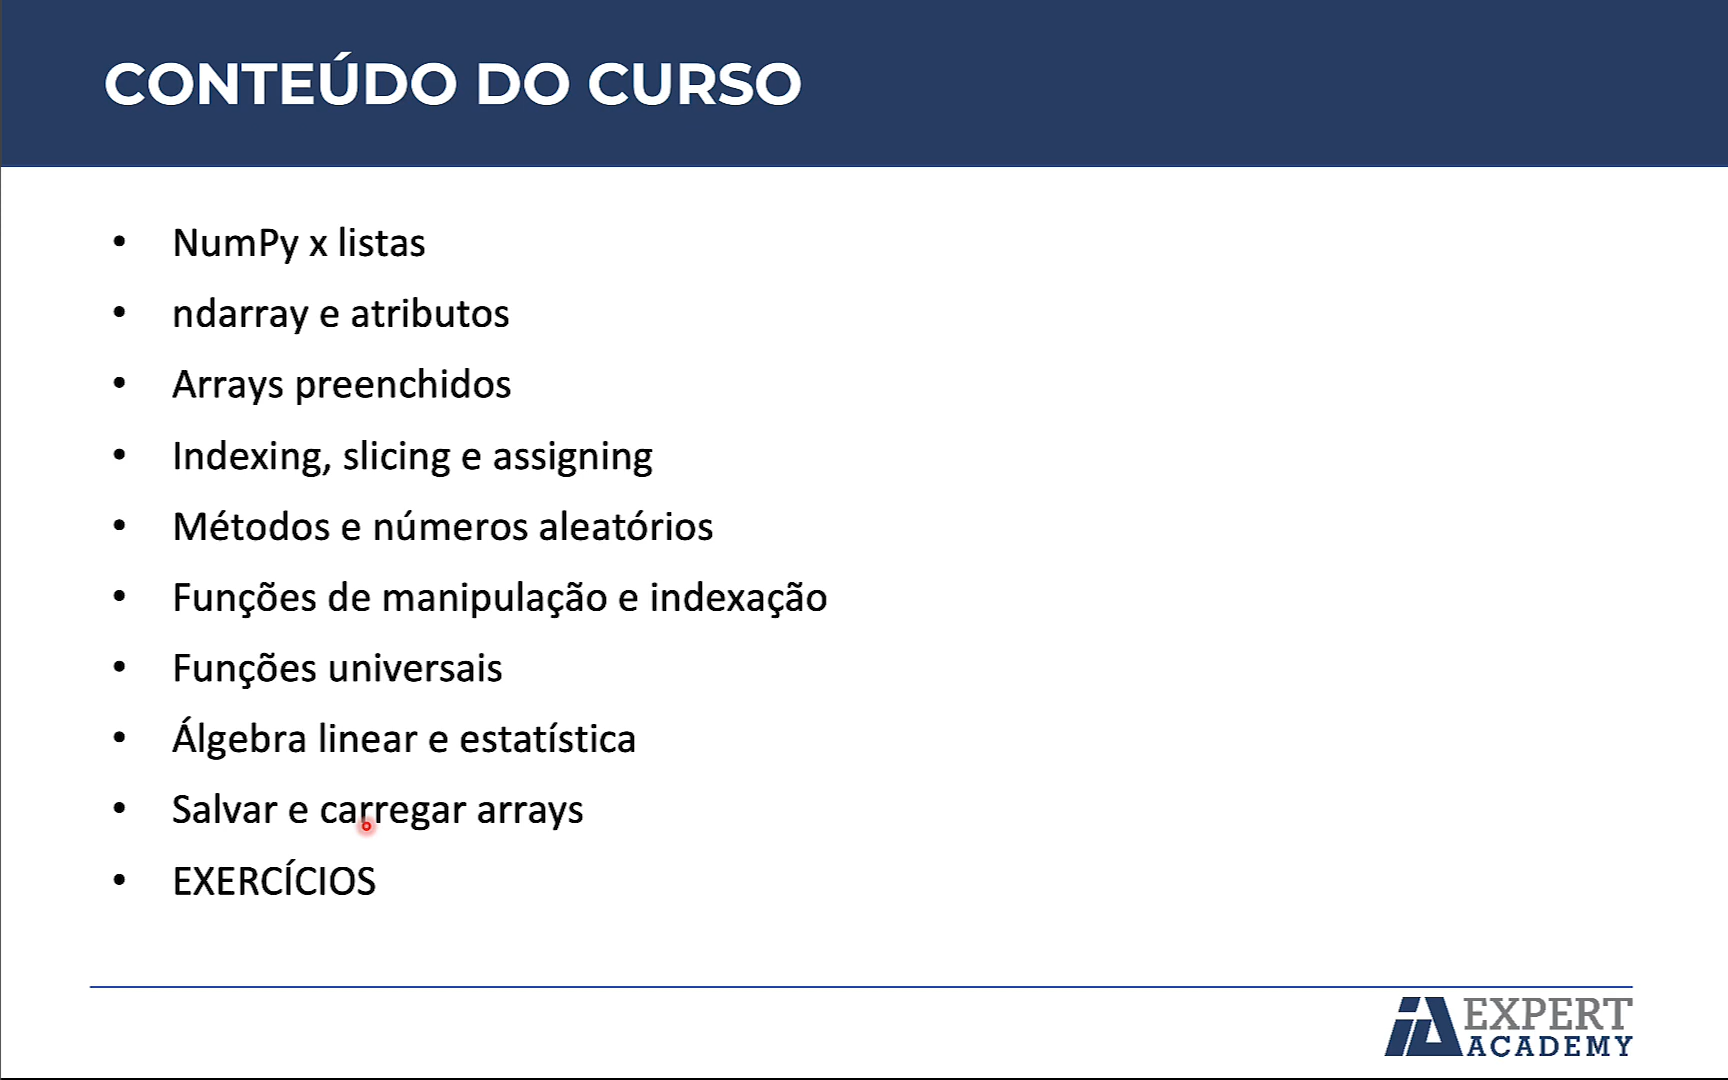 CONTEÚDO DO CURSO
• NumPy x listas
• ndarray e atributos
• Arrays preenchidos
• Indexing, slicing e assigning
• Métodos e números aleatórios
• Funções de manipulação e indexação
• Funções universais
• Álgebra linear e estatística
• Salvar e carregar arrays
• EXERCÍCIOS
IA EXPERT
ACADEMY